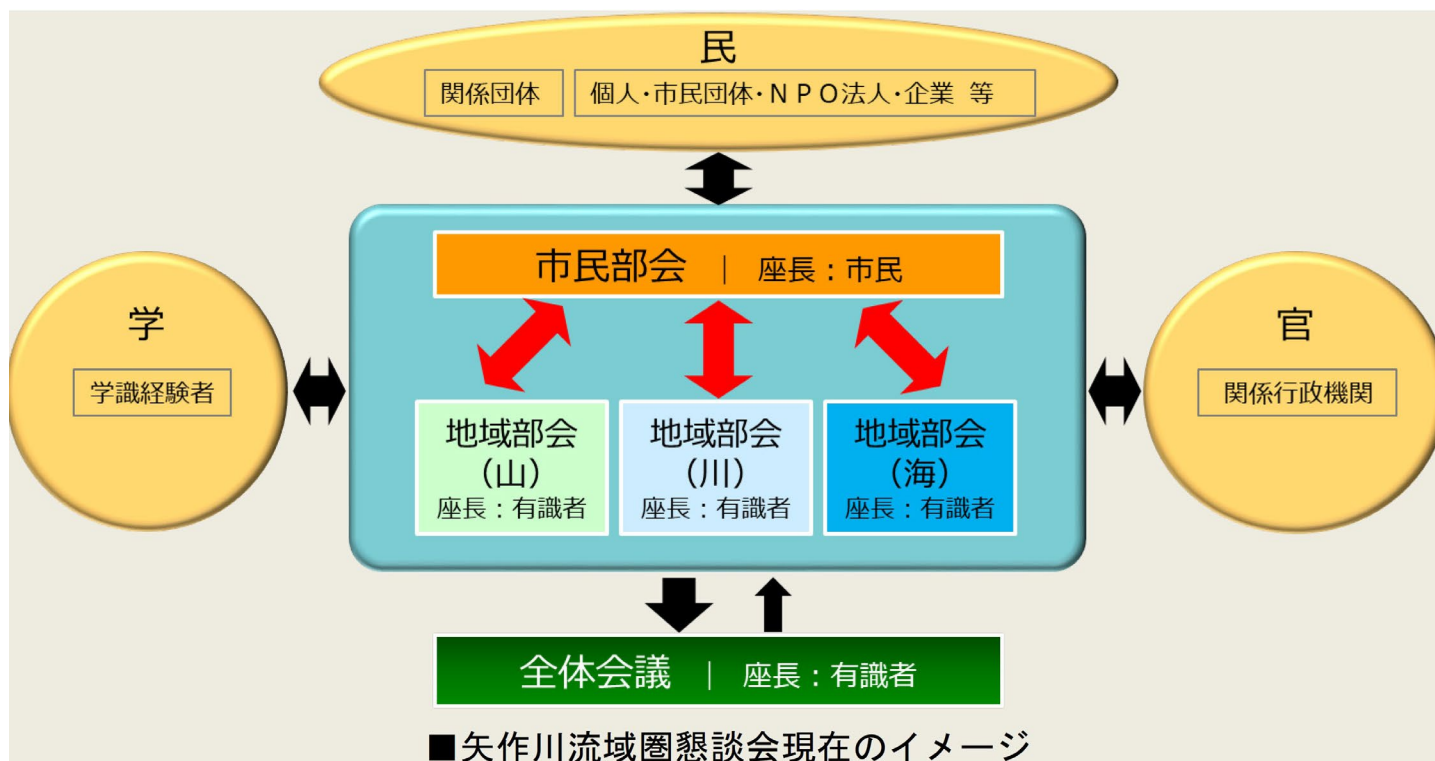 民
関係団体
個人・市民団体・ＮＰＯ法人・企業 等
市民部会 | 座長：市民
学
学識経験者
官
関係行政機関
地域部会
（山）
座長：有識者
地域部会
（川）
座長：有識者
地域部会
（海）
座長：有識者
全体会議 | 座長：有識者
■矢作川流域圏懇談会現在のイメージ